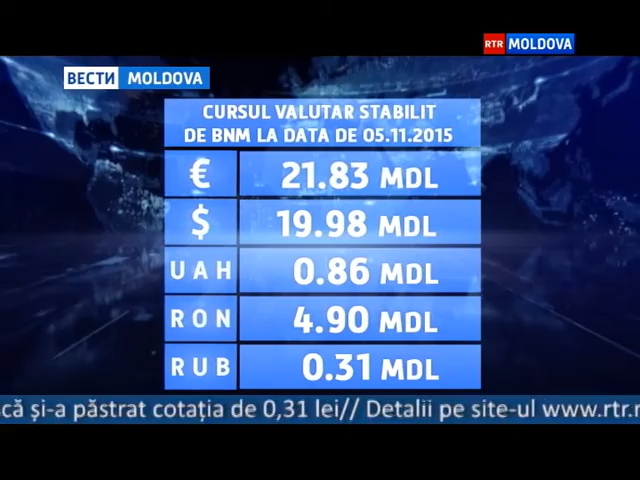 RTR MOLDOVA
ВЕСТИ MOLDOVA
CURSUL VALUTAR STABILIT
DE BNM LA DATA DE 05.11.2015
€ 21.83 MDL
$ 19.98 MDL
UAH 0.86 MDL
RON 4.90 MDL
RUB 0.31 MDL
că și-a păstrat cotația de 0,31 lei// Detalii pe site-ul www.rtr.